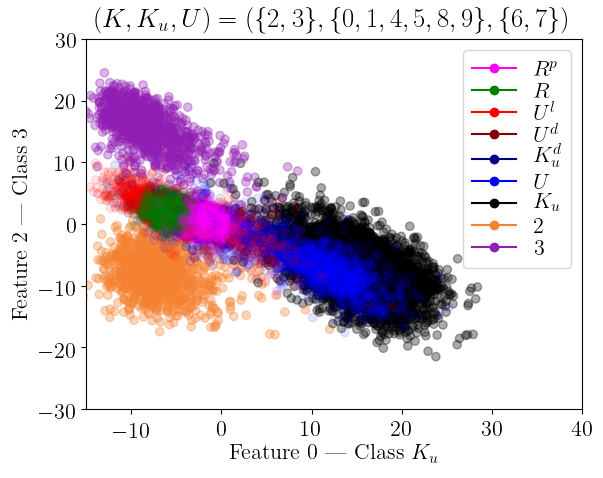 (K, K_u, U) = ({2, 3}, {0, 1, 4, 5, 8, 9}, {6, 7})
30
20
10
0
−10
−20
−30
Feature 2 — Class 3
R^p
R
U^l
U^d
K_u^d
U
K_u
2
3
−10
0
10
20
30
40
Feature 0 — Class K_u